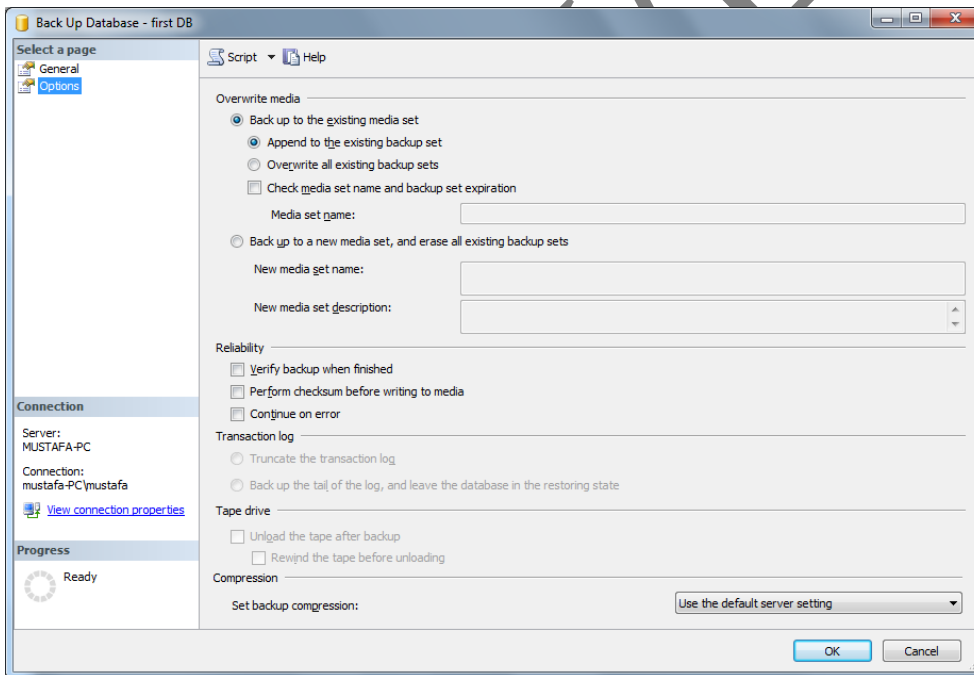 Back Up Database - first DB
Select a page
General
Options
Script
Help
Overwrite media
Back up to the existing media set
Append to the existing backup set
Overwrite all existing backup sets
Check media set name and backup set expiration
Media set name:
Back up to a new media set, and erase all existing backup sets
New media set name:
New media set description:
Reliability
Verify backup when finished
Perform checksum before writing to media
Continue on error
Transaction log
Truncate the transaction log
Back up the tail of the log, and leave the database in the restoring state
Tape drive
Unload the tape after backup
Rewind the tape before unloading
Compression
Set backup compression:
Use the default server setting
Connection
Server:
MUSTAFA-PC
Connection:
mustafa-PC\mustafa
View connection properties
Progress
Ready
OK
Cancel